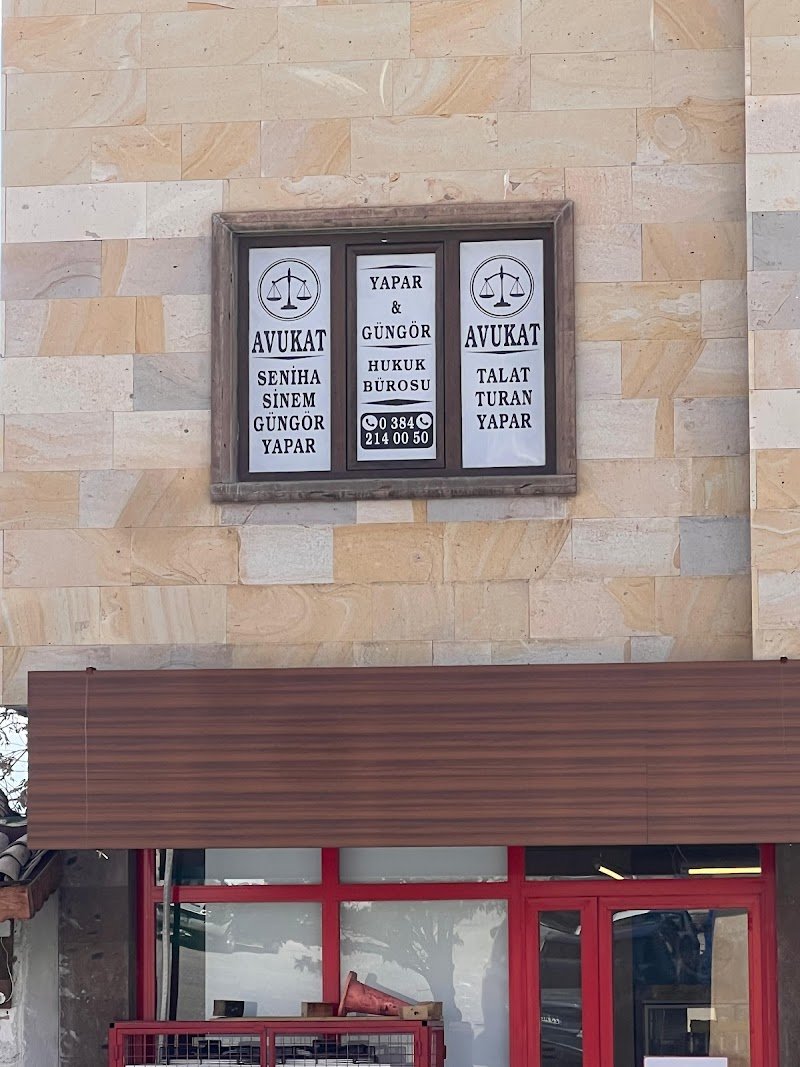 AVUKAT
SENİHA
SİNEM
GÜNGÖR
YAPAR
YAPAR
&
GÜNGÖR
HUKUK
BÜROSU
0 384
214 00 50
AVUKAT
TALAT
TURAN
YAPAR